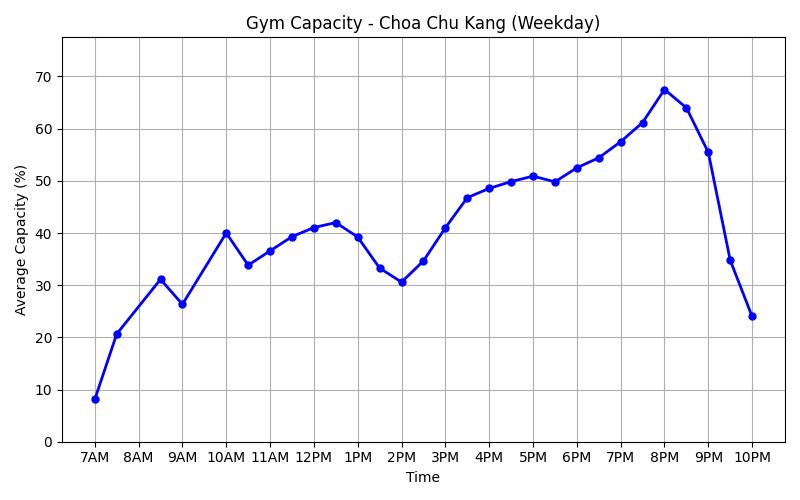 Gym Capacity - Choa Chu Kang (Weekday)
Average Capacity (%)
70
60
50
40
30
20
10
0
7AM 8AM 9AM 10AM 11AM 12PM 1PM 2PM 3PM 4PM 5PM 6PM 7PM 8PM 9PM 10PM
Time